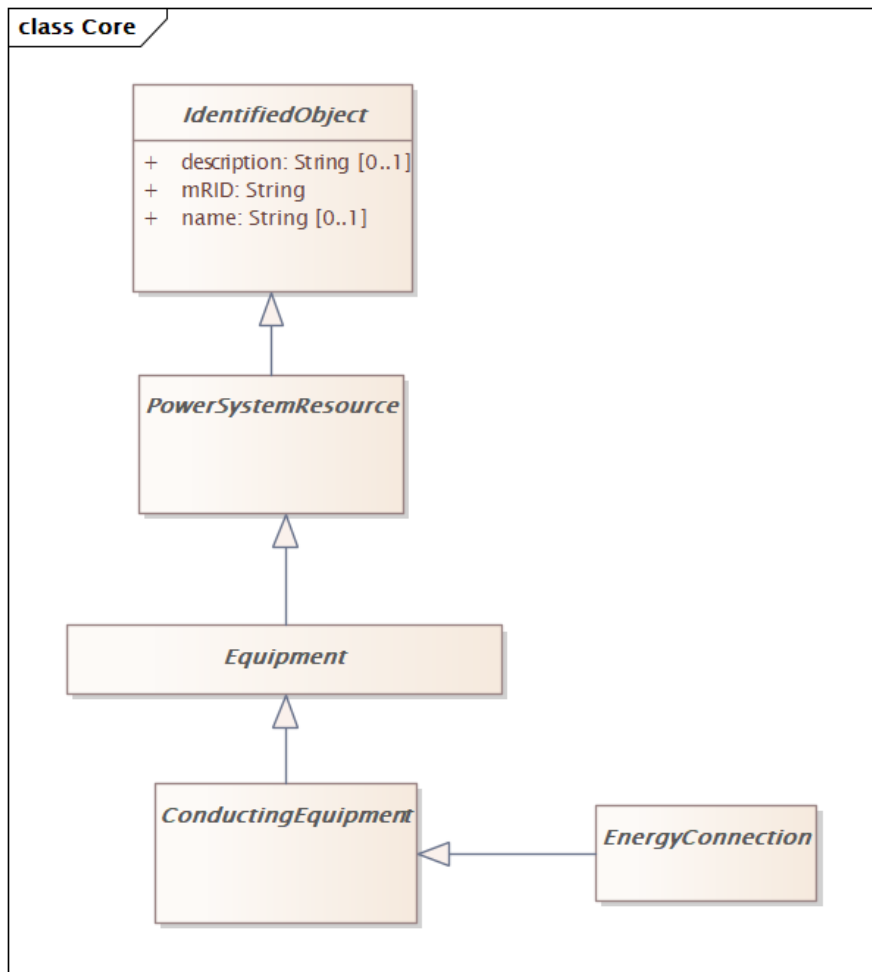 class Core
IdentifiedObject
+ description: String [0..1]
+ mRID: String
+ name: String [0..1]
PowerSystemResource
Equipment
ConductingEquipment
EnergyConnection